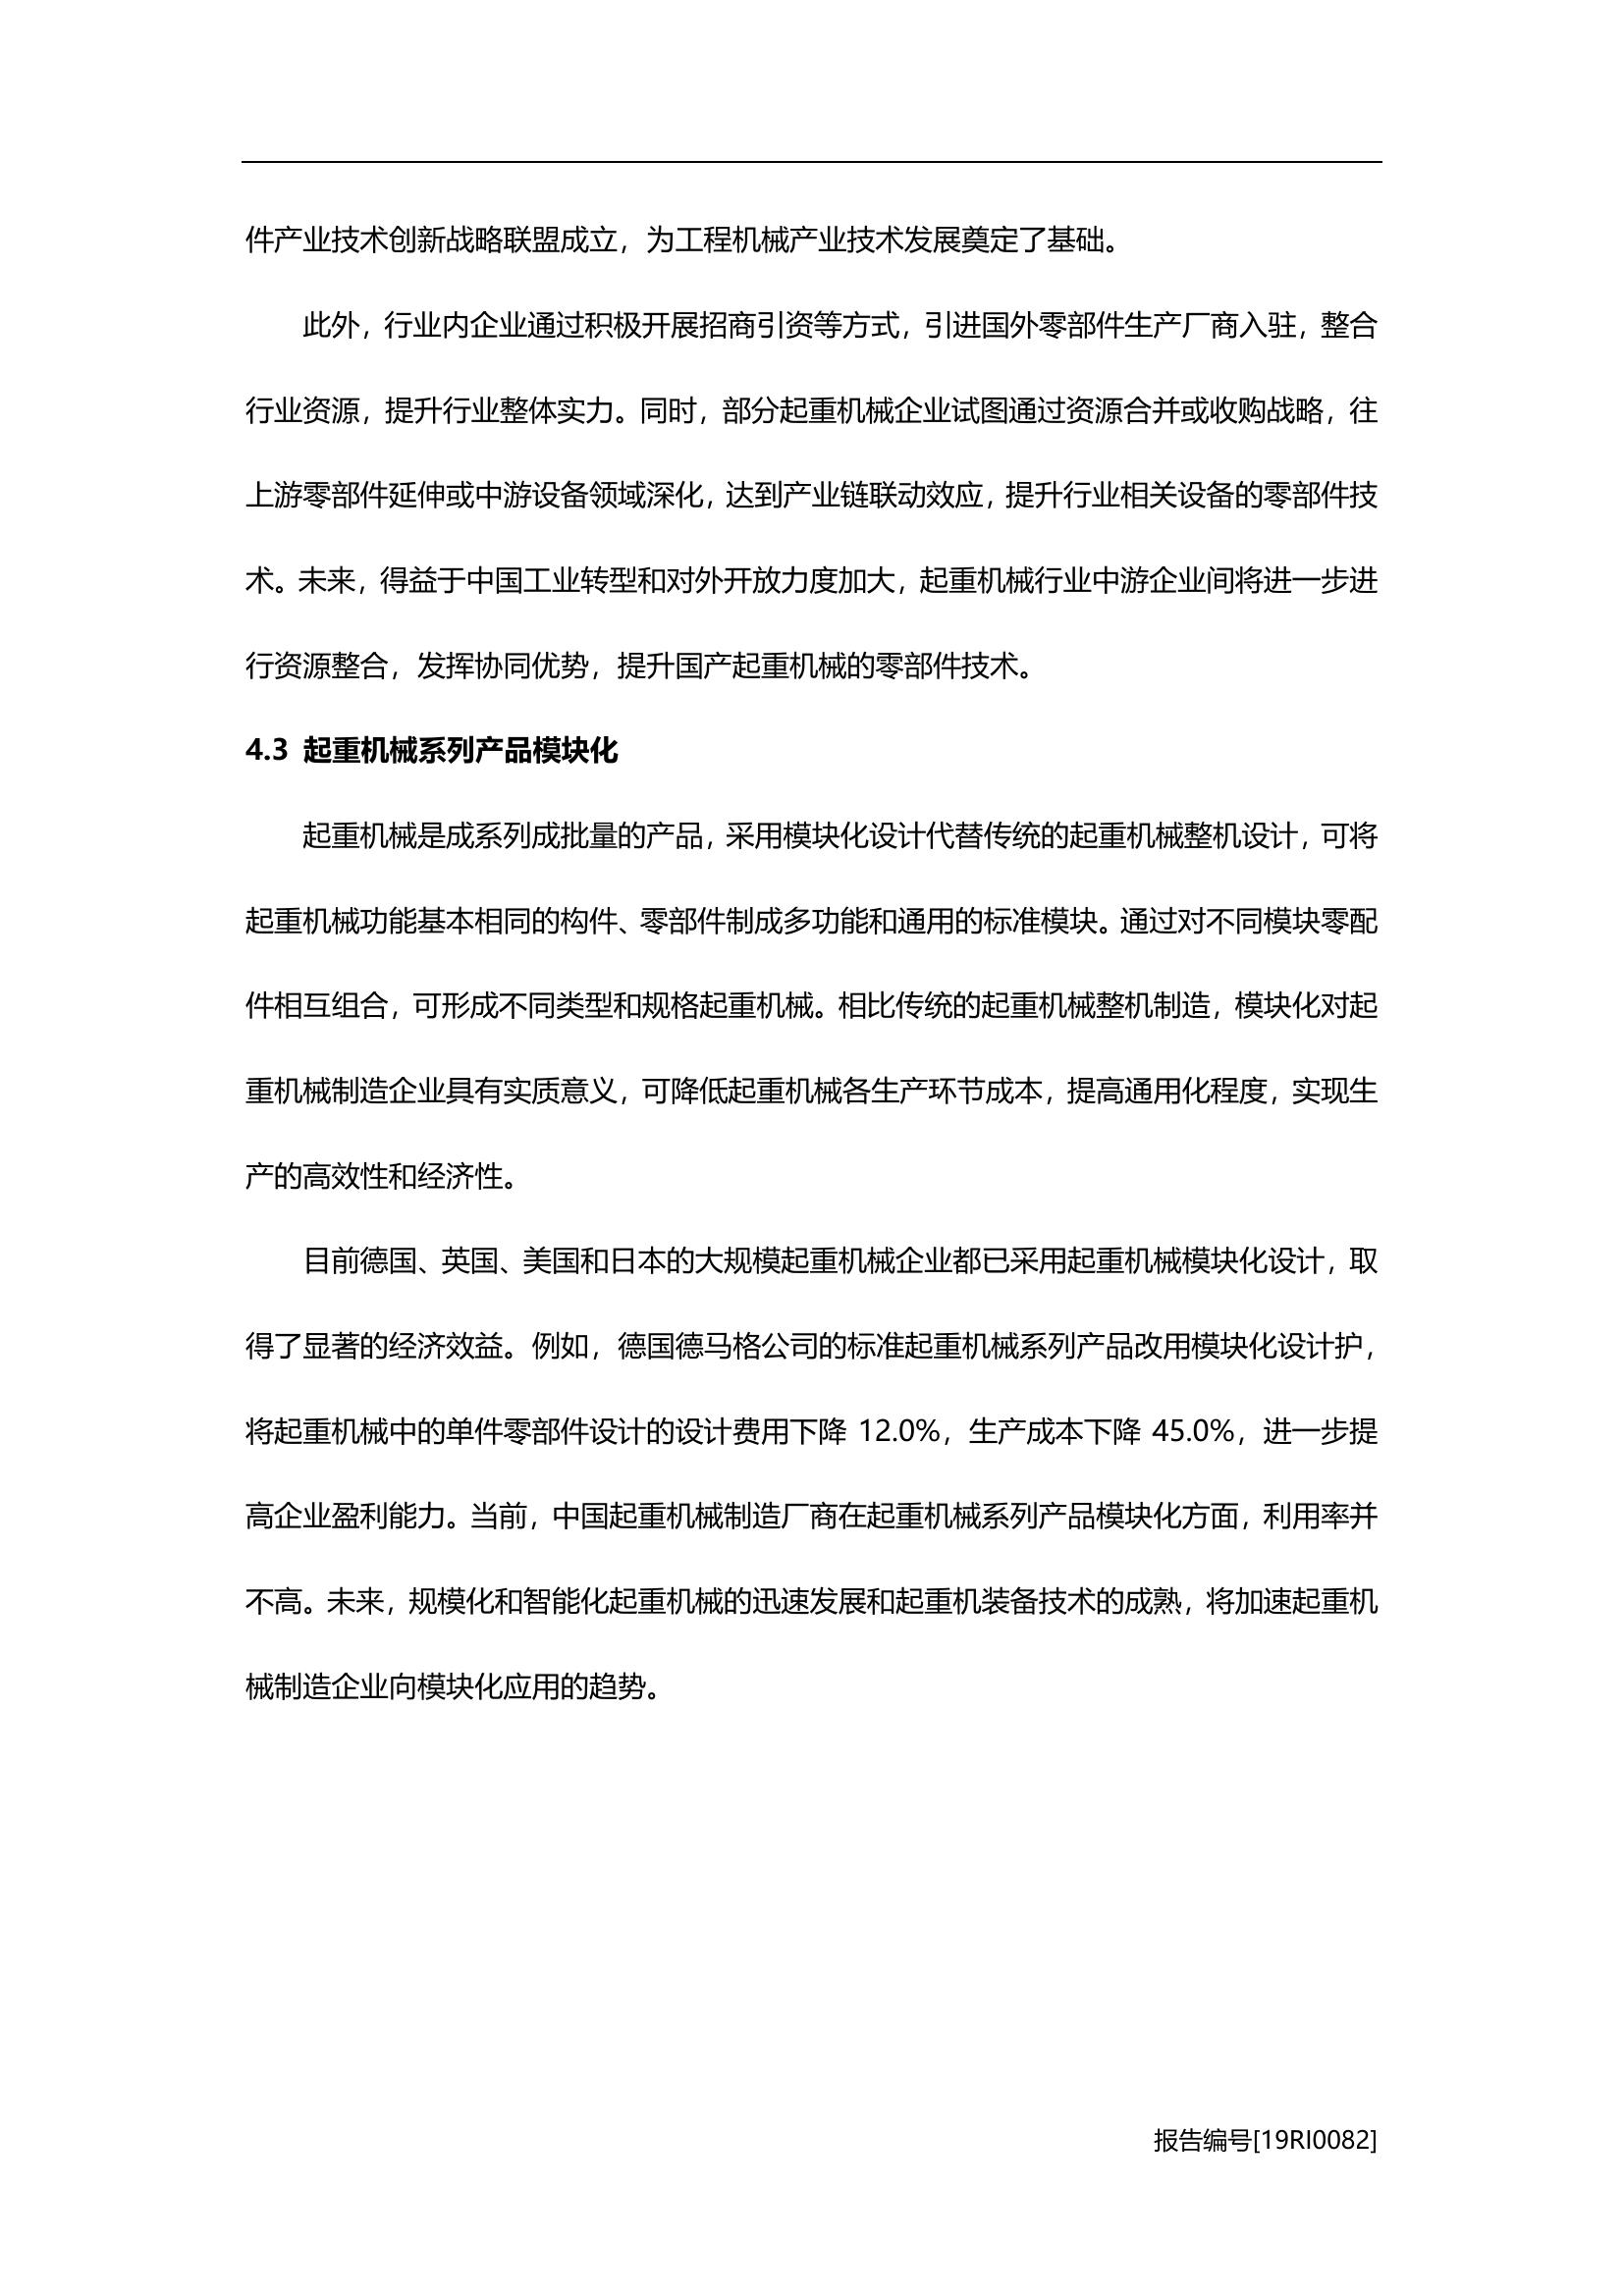 件产业技术创新战略联盟成立，为工程机械产业技术发展奠定了基础。
此外，行业内企业通过积极开展招商引资等方式，引进国外零部件生产厂商入驻，整合
行业资源，提升行业整体实力。同时，部分起重机械企业试图通过资源合并或收购战略，往
上游零部件延伸或中游设备领域深化，达到产业链联动效应，提升行业相关设备的零部件技
术。未来，得益于中国工业转型和对外开放力度加大，起重机械行业中游企业间将进一步进
行资源整合，发挥协同优势，提升国产起重机械的零部件技术。
4.3 起重机械系列产品模块化
起重机械是成系列成批量的产品，采用模块化设计代替传统的起重机械整机设计，可将
起重机械功能基本相同的构件、零部件制成多功能和通用的标准模块。通过对不同模块零配
件相互组合，可形成不同类型和规格起重机械。相比传统的起重机械整机制造，模块化对起
重机械制造企业具有实质意义，可降低起重机械各生产环节成本，提高通用化程度，实现生
产的高效性和经济性。
目前德国、英国、美国和日本的大规模起重机械企业都已采用起重机械模块化设计，取
得了显著的经济效益。例如，德国德马格公司的标准起重机械系列产品改用模块化设计护，
将起重机械中的单件零部件设计的设计费用下降 12.0%，生产成本下降 45.0%，进一步提
高企业盈利能力。当前，中国起重机械制造厂商在起重机械系列产品模块化方面，利用率并
不高。未来，规模化和智能化起重机械的迅速发展和起重机装备技术的成熟，将加速起重机
械制造企业向模块化应用的趋势。
报告编号[19RI0082]